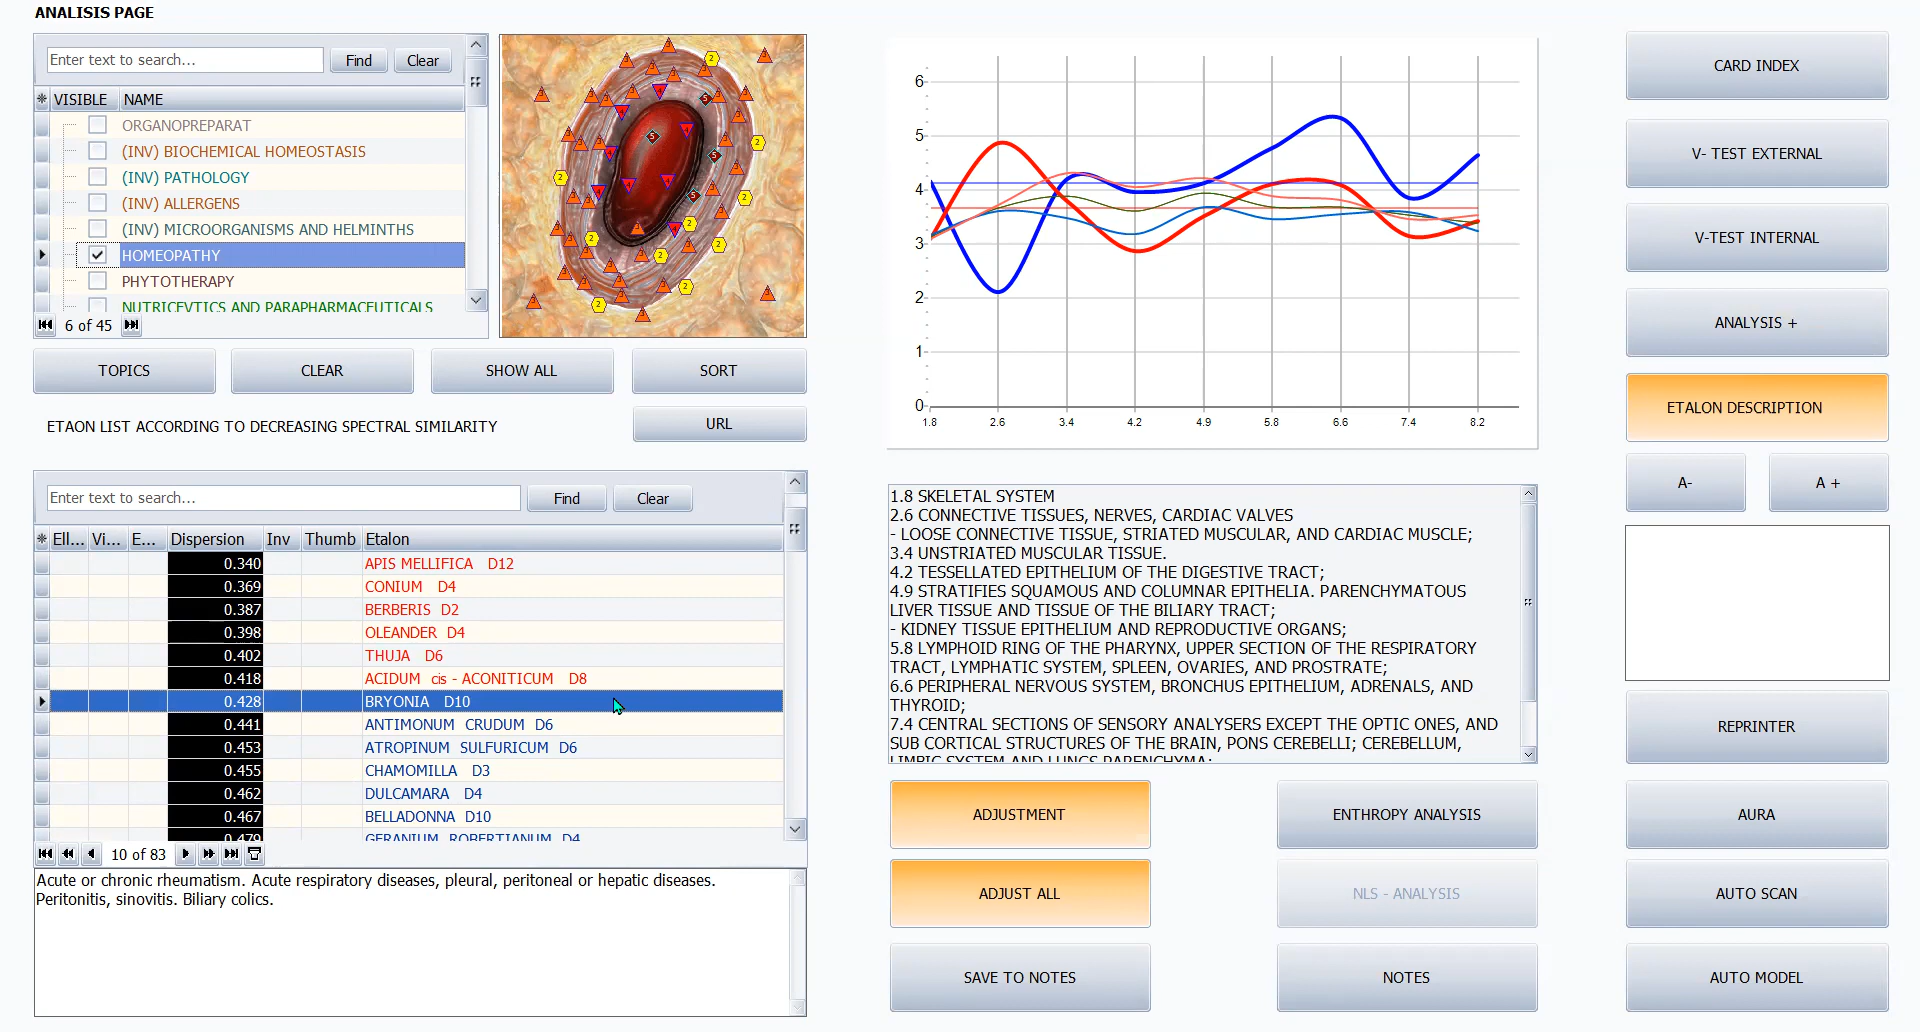 ANALISIS PAGE
Enter text to search...
Find
Clear
VISIBLE
NAME
ORGANOPREPARAT
(INV) BIOCHEMICAL HOMEOSTASIS
(INV) PATHOLOGY
(INV) ALLERGENS
(INV) MICROORGANISMS AND HELMINTHS
HOMEOPATHY
PHYTOTHERAPY
NUTRICEVTICS AND PARAPHARMACEUTICALS
6 of 45
TOPICS
CLEAR
SHOW ALL
SORT
ETAON LIST ACCORDING TO DECREASING SPECTRAL SIMILARITY
URL
Enter text to search...
Find
Clear
Ell... Vi... E... Dispersion Inv Thumb Etalon
0.340 APIS MELLIFICA D12
0.369 CONIUM D4
0.387 BERBERIS D2
0.398 OLEANDER D4
0.402 THUJA D6
0.418 ACIDUM cis - ACONITICUM D8
0.428 BRYONIA D10
0.441 ANTIMONUM CRUDUM D6
0.453 ATROPINUM SULFURICUM D6
0.455 CHAMOMILLA D3
0.462 DULCAMARA D4
0.467 BELLADONNA D10
0.479 GERANIUM ROBERTIANUM D4
10 of 83
Acute or chronic rheumatism. Acute respiratory diseases, pleural, peritoneal or hepatic diseases.
Peritonitis, sinovitis. Biliary colics.
6
5
4
3
2
1
0
1.8 2.6 3.4 4.2 4.9 5.8 6.6 7.4 8.2
1.8 SKELETAL SYSTEM
2.6 CONNECTIVE TISSUES, NERVES, CARDIAC VALVES
- LOOSE CONNECTIVE TISSUE, STRIATED MUSCULAR, AND CARDIAC MUSCLE;
3.4 UNSTRIATED MUSCULAR TISSUE.
4.2 TESSELLATED EPITHELIUM OF THE DIGESTIVE TRACT;
4.9 STRATIFIES SQUAMOUS AND COLUMNAR EPITHELIA. PARENCHYMATOUS
LIVER TISSUE AND TISSUE OF THE BILIARY TRACT;
- KIDNEY TISSUE EPITHELIUM AND REPRODUCTIVE ORGANS;
5.8 LYMPHOID RING OF THE PHARYNX, UPPER SECTION OF THE RESPIRATORY
TRACT, LYMPHATIC SYSTEM, SPLEEN, OVARIES, AND PROSTRATE;
6.6 PERIPHERAL NERVOUS SYSTEM, BRONCHUS EPITHELIUM, ADRENALS, AND
THYROID;
7.4 CENTRAL SECTIONS OF SENSORY ANALYSERS EXCEPT THE OPTIC ONES, AND
SUB CORTICAL STRUCTURES OF THE BRAIN, PONS CEREBELLI; CEREBELLUM,
LIMBIC SYSTEM AND LUNGS PARENCHYMA;
ADJUSTMENT
ENTHROPY ANALYSIS
ADJUST ALL
NLS - ANALYSIS
SAVE TO NOTES
NOTES
CARD INDEX
V- TEST EXTERNAL
V-TEST INTERNAL
ANALYSIS +
ETALON DESCRIPTION
A-
A +
REPRINTER
AURA
AUTO SCAN
AUTO MODEL